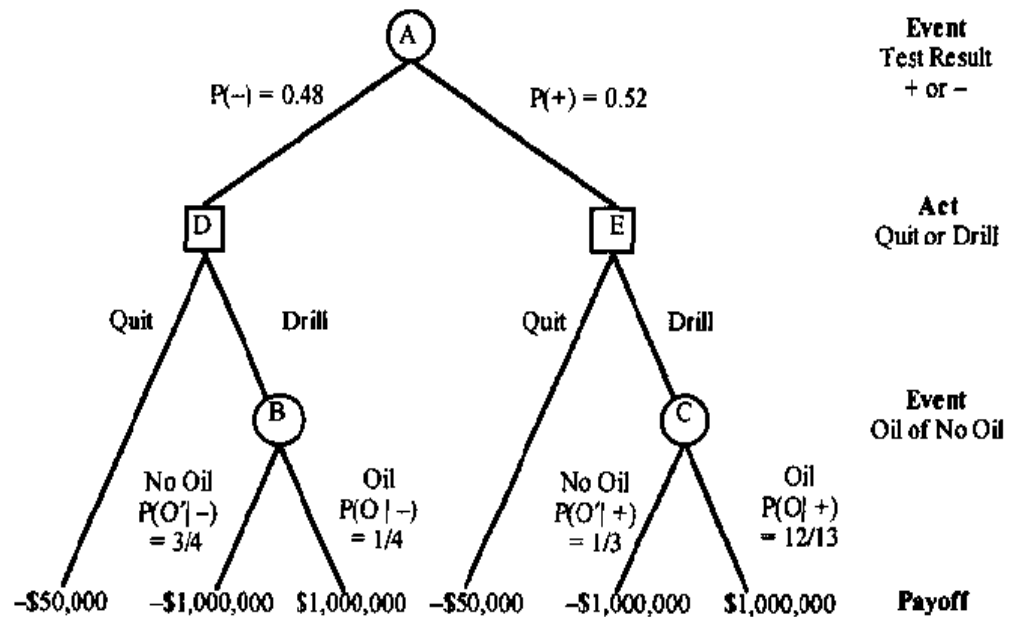 A
Event
Test Result
+ or −
P(−) = 0.48
P(+) = 0.52
D
E
Act
Quit or Drill
Quit
Drill
Quit
Drill
B
C
Event
Oil of No Oil
No Oil
P(O'| −)
= 3/4
Oil
P(O | −)
= 1/4
No Oil
P(O'| +)
= 1/3
Oil
P(O| +)
= 12/13
−$50,000 −$1,000,000 $1,000,000 −$50,000 −$1,000,000 $1,000,000 Payoff